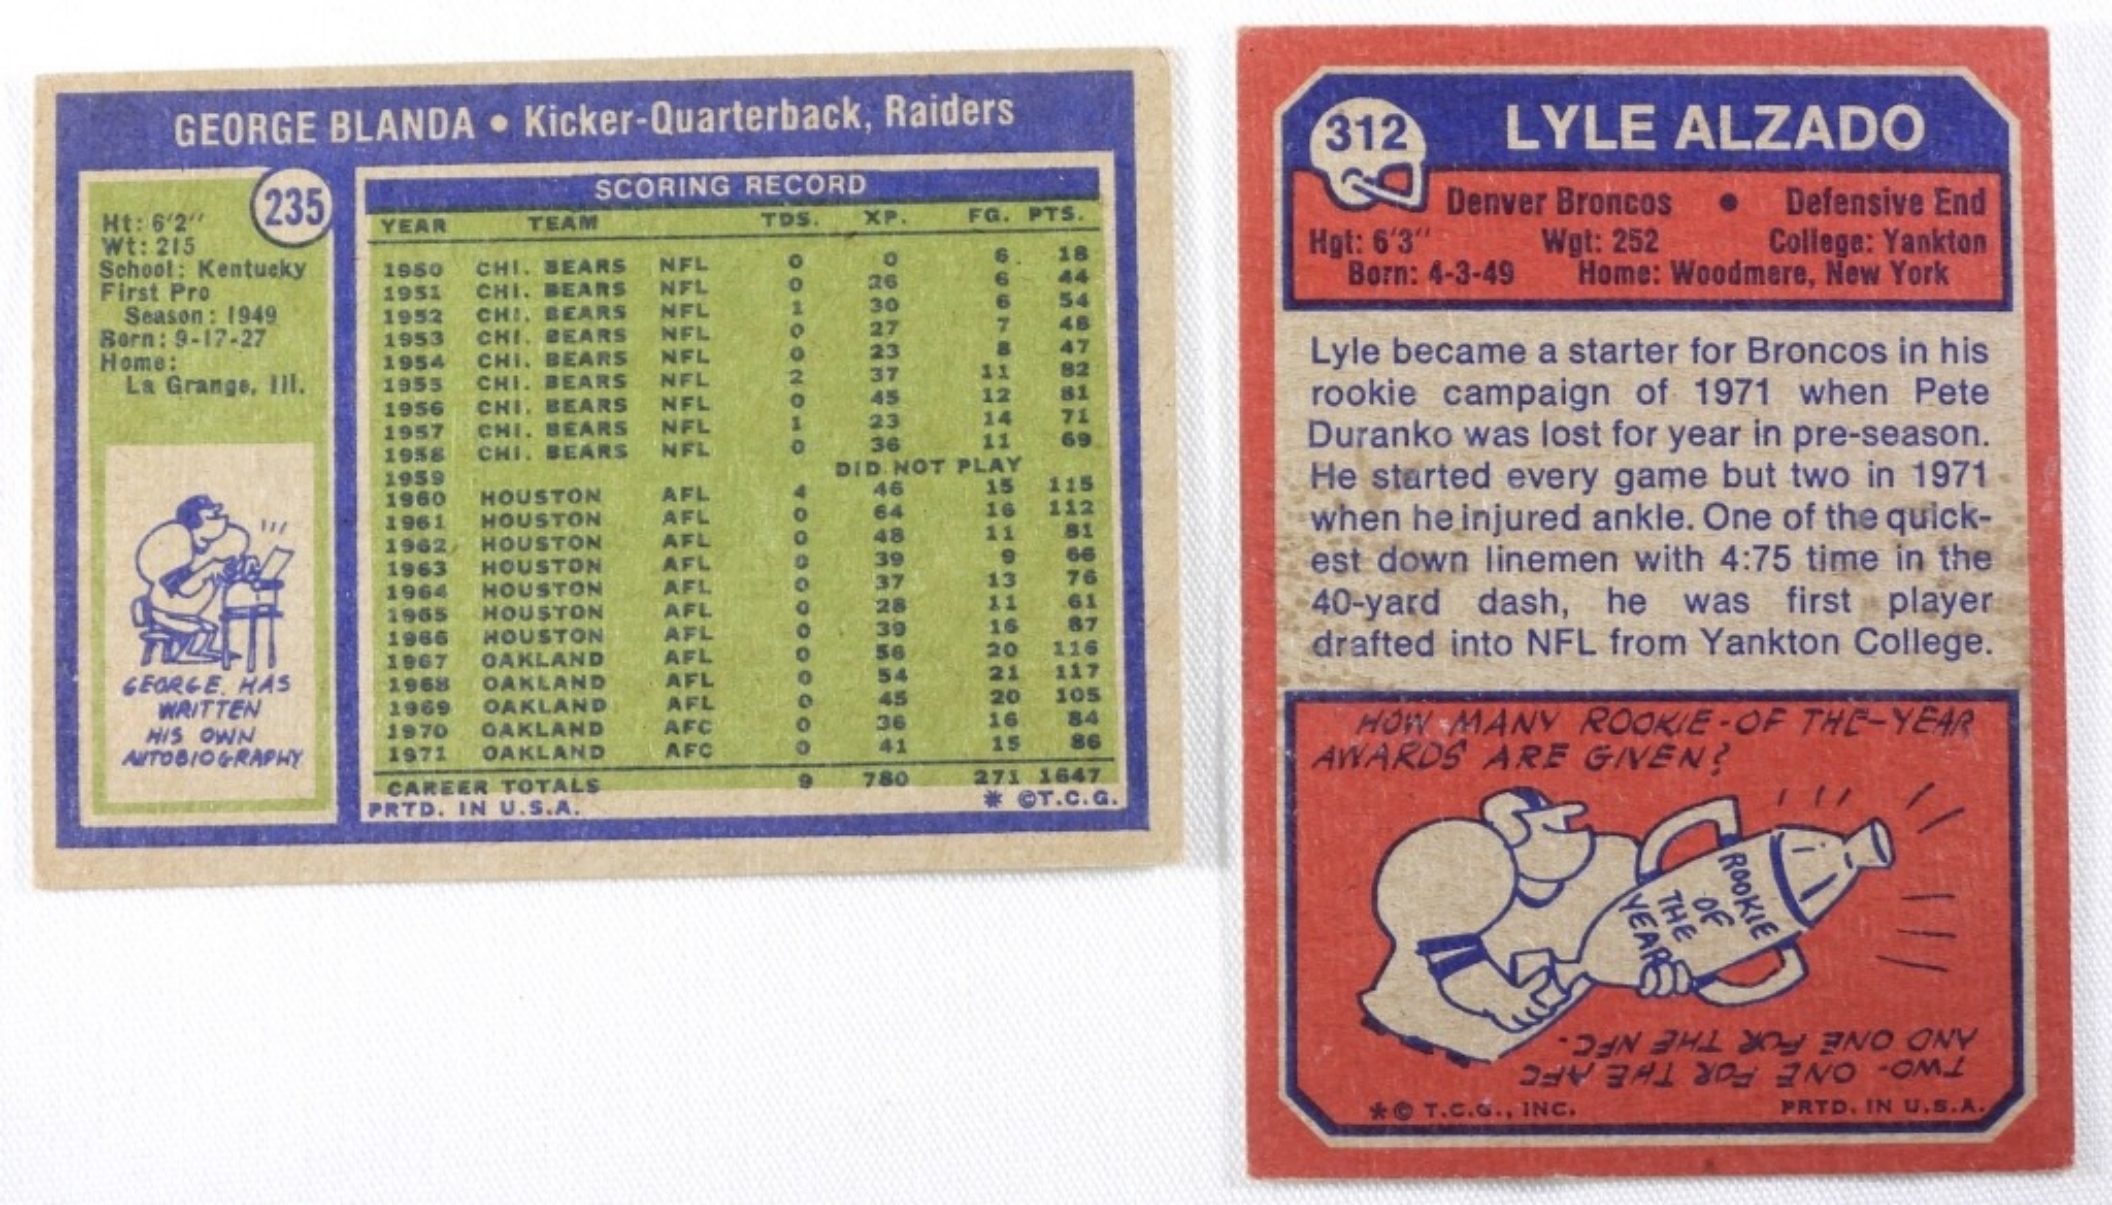 GEORGE BLANDA • Kicker-Quarterback, Raiders
235
Ht: 6'2"
Wt: 215
School: Kentucky
First Pro
Season: 1949
Born: 9-17-27
Home:
La Grange, Ill.
GEORGE HAS
WRITTEN
HIS OWN
AUTOBIOGRAPHY
SCORING RECORD
YEAR TEAM TDS. XP. FG. PTS.
1950 CHI. BEARS NFL 0 0 6 18
1951 CHI. BEARS NFL 0 26 6 44
1952 CHI. BEARS NFL 1 30 6 54
1953 CHI. BEARS NFL 0 27 7 48
1954 CHI. BEARS NFL 0 23 8 47
1955 CHI. BEARS NFL 2 37 11 82
1956 CHI. BEARS NFL 0 45 12 81
1957 CHI. BEARS NFL 1 23 14 71
1958 CHI. BEARS NFL 0 36 11 69
1959 DID NOT PLAY
1960 HOUSTON AFL 4 46 15 115
1961 HOUSTON AFL 0 64 16 112
1962 HOUSTON AFL 0 48 11 81
1963 HOUSTON AFL 0 39 9 66
1964 HOUSTON AFL 0 37 13 76
1965 HOUSTON AFL 0 28 11 61
1966 HOUSTON AFL 0 39 16 87
1967 OAKLAND AFL 0 56 20 116
1968 OAKLAND AFL 0 54 21 117
1969 OAKLAND AFL 0 45 20 105
1970 OAKLAND AFC 0 36 16 84
1971 OAKLAND AFC 0 41 15 86
CAREER TOTALS 9 780 271 1647
PRTD. IN U.S.A. * ©T.C.G.
312
LYLE ALZADO
Denver Broncos • Defensive End
Hgt: 6'3" Wgt: 252 College: Yankton
Born: 4-3-49 Home: Woodmere, New York
Lyle became a starter for Broncos in his
rookie campaign of 1971 when Pete
Duranko was lost for year in pre-season.
He started every game but two in 1971
when he injured ankle. One of the quick-
est down linemen with 4:75 time in the
40-yard dash, he was first player
drafted into NFL from Yankton College.
HOW MANY ROOKIE-OF THE-YEAR
AWARDS ARE GIVEN?
ROOKIE
OF
THE
YEAR
TWO- ONE FOR THE AFC
AND ONE FOR THE NFC.
*© T.C.G., INC. PRTD. IN U.S.A.